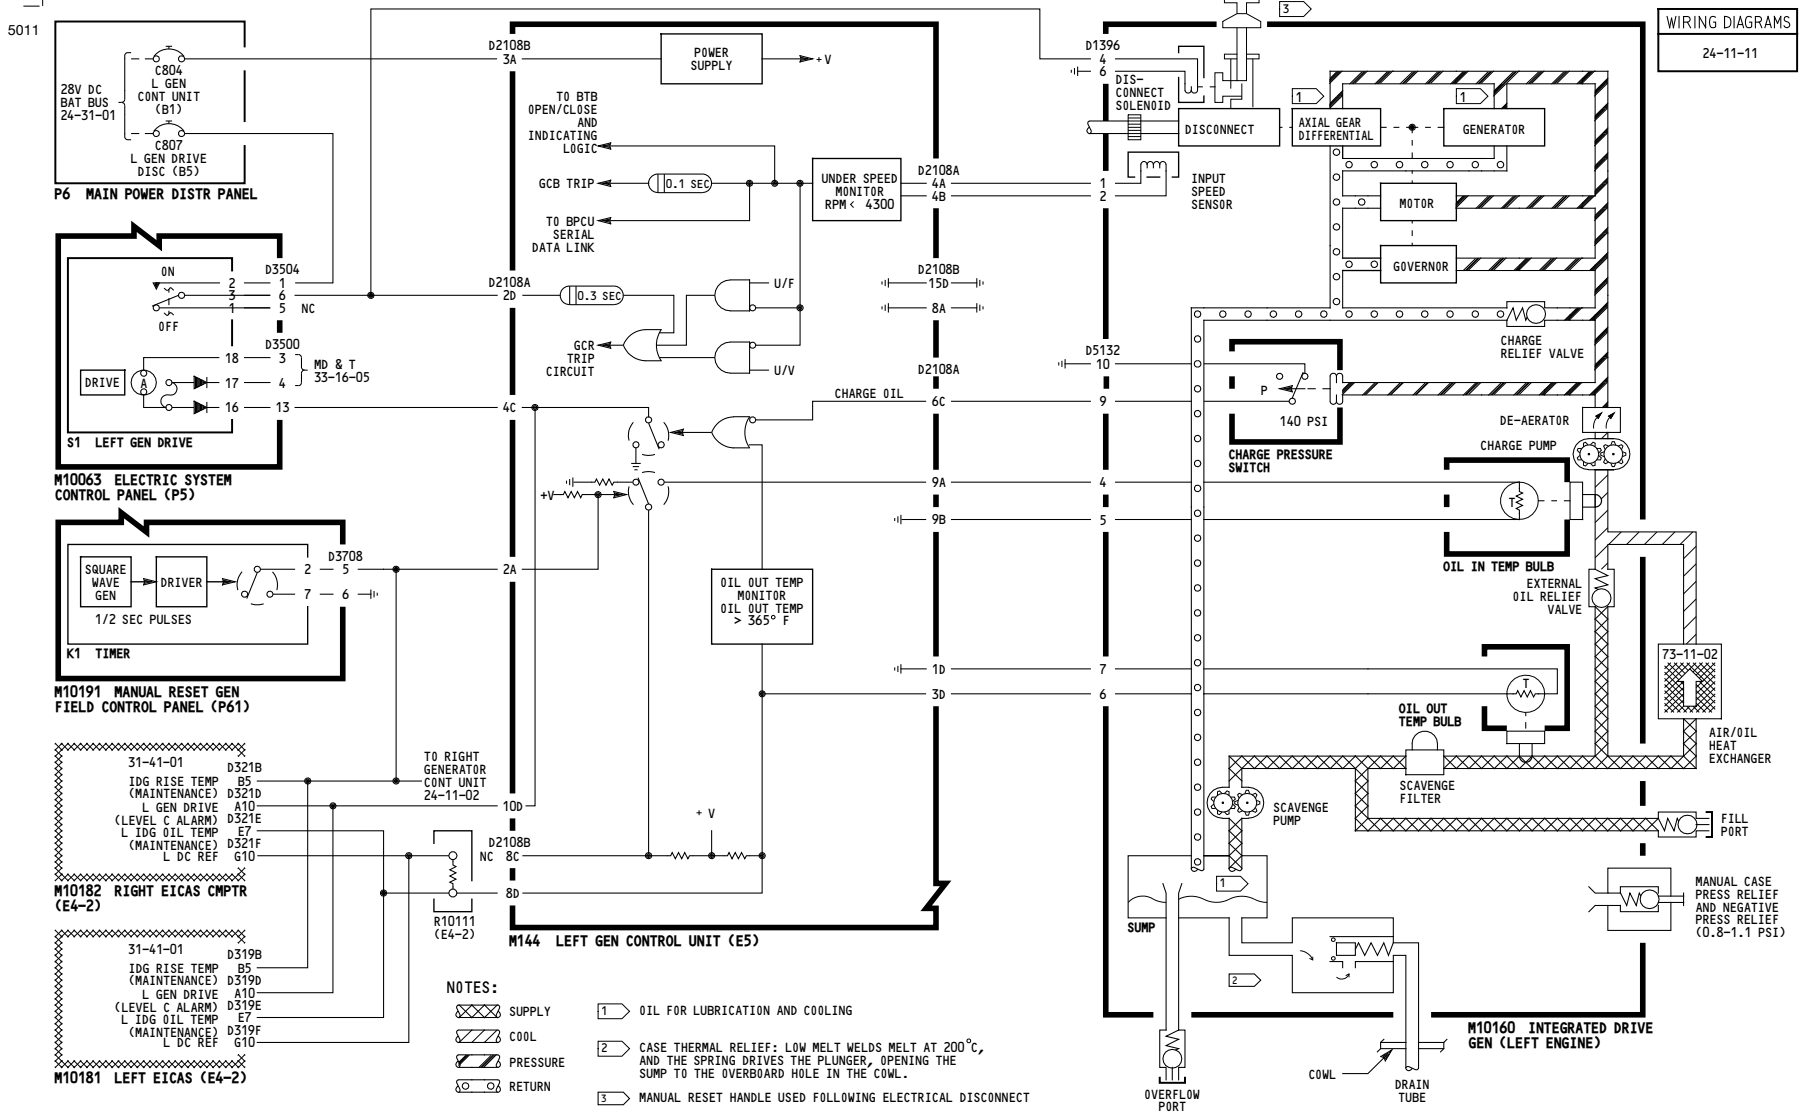 5011
WIRING DIAGRAMS
24-11-11
28V DC
BAT BUS
24-31-01
C804
L GEN
CONT UNIT
(B1)
C807
L GEN DRIVE
DISC (B5)
P6 MAIN POWER DISTR PANEL
ON
OFF
2
3
1
D3504
1
6
5 NC
D3500
18 3
17 4
16 13
MD & T
33-16-05
DRIVE
A
S1 LEFT GEN DRIVE
M10063 ELECTRIC SYSTEM
CONTROL PANEL (P5)
SQUARE
WAVE
GEN
DRIVER
1/2 SEC PULSES
D3708
2 5
7 6
K1 TIMER
M10191 MANUAL RESET GEN
FIELD CONTROL PANEL (P61)
31-41-01
D321B
IDG RISE TEMP B5
(MAINTENANCE) D321D
L GEN DRIVE A10
(LEVEL C ALARM) D321E
L IDG OIL TEMP E7
(MAINTENANCE) D321F
L DC REF G10
M10182 RIGHT EICAS CMPTR
(E4-2)
31-41-01
D319B
IDG RISE TEMP B5
(MAINTENANCE) D319D
L GEN DRIVE A10
(LEVEL C ALARM) D319E
L IDG OIL TEMP E7
(MAINTENANCE) D319F
L DC REF G10
M10181 LEFT EICAS (E4-2)
TO RIGHT
GENERATOR
CONT UNIT
24-11-02
R10111
(E4-2)
D2108B
3A
POWER
SUPPLY
+V
TO BTB
OPEN/CLOSE
AND
INDICATING
LOGIC
GCB TRIP
0.1 SEC
TO BPCU
SERIAL
DATA LINK
UNDER SPEED
MONITOR
RPM < 4300
D2108A
4A
4B
D2108A
2D
0.3 SEC
U/F
U/V
GCR
TRIP
CIRCUIT
D2108B
15D
8A
D2108A
6C
CHARGE OIL
4C
+V
9A
9B
2A
OIL OUT TEMP
MONITOR
OIL OUT TEMP
> 365° F
1D
3D
10D
+ V
D2108B
NC 8C
8D
M144 LEFT GEN CONTROL UNIT (E5)
NOTES:
SUPPLY
COOL
PRESSURE
RETURN
1 OIL FOR LUBRICATION AND COOLING
2 CASE THERMAL RELIEF: LOW MELT WELDS MELT AT 200°C,
AND THE SPRING DRIVES THE PLUNGER, OPENING THE
SUMP TO THE OVERBOARD HOLE IN THE COWL.
3 MANUAL RESET HANDLE USED FOLLOWING ELECTRICAL DISCONNECT
3
D1396
4
6
DIS-
CONNECT
SOLENOID
DISCONNECT
1
AXIAL GEAR
DIFFERENTIAL
1
GENERATOR
1
2
INPUT
SPEED
SENSOR
MOTOR
GOVERNOR
CHARGE
RELIEF VALVE
D5132
10
9
P
140 PSI
CHARGE PRESSURE
SWITCH
DE-AERATOR
CHARGE PUMP
4
5
T
OIL IN TEMP BULB
EXTERNAL
OIL RELIEF
VALVE
7
6
T
OIL OUT
TEMP BULB
73-11-02
AIR/OIL
HEAT
EXCHANGER
SCAVENGE
FILTER
SCAVENGE
PUMP
FILL
PORT
1
SUMP
2
MANUAL CASE
PRESS RELIEF
AND NEGATIVE
PRESS RELIEF
(0.8-1.1 PSI)
M10160 INTEGRATED DRIVE
GEN (LEFT ENGINE)
COWL
DRAIN
TUBE
OVERFLOW
PORT